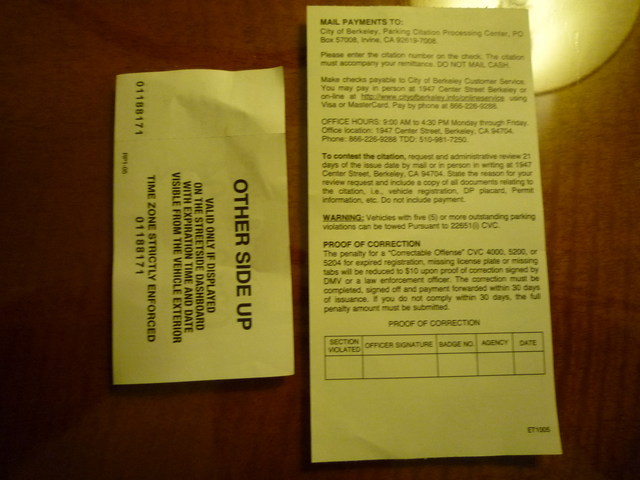 01188171
RP1-69
OTHER SIDE UP
VALID ONLY IF DISPLAYED
ON THE STREETSIDE DASHBOARD
WITH EXPIRATION TIME AND DATE
VISIBLE FROM THE VEHICLE EXTERIOR
TIME ZONE STRICTLY ENFORCED
01188171
MAIL PAYMENTS TO:
City of Berkeley, Parking Citation Processing Center, PO
Box 57008, Irvine, CA 92619-7008.
Please enter the citation number on the check. The citation
must accompany your remittance. DO NOT MAIL CASH.
Make checks payable to City of Berkeley Customer Service.
You may pay in person at 1947 Center Street Berkeley or
on-line at http://www.cityofberkeley.info/onlineservice using
Visa or MasterCard. Pay by phone at 866-226-9288.
OFFICE HOURS: 9:00 AM to 4:30 PM Monday through Friday.
Office location: 1947 Center Street, Berkeley, CA 94704.
Phone: 866-226-9288 TDD: 510-981-7250.
To contest the citation, request and administrative review 21
days of the issue date by mail or in person in writing at 1947
Center Street, Berkeley, CA 94704. State the reason for your
review request and include a copy of all documents relating to
the citation, i.e., vehicle registration, DP placard, Permit
information, etc. Do not include payment.
WARNING: Vehicles with five (5) or more outstanding parking
violations can be towed Pursuant to 22651(i) CVC.
PROOF OF CORRECTION
The penalty for a "Correctable Offense" CVC 4000, 5200, or
5204 for expired registration, missing license plate or missing
tabs will be reduced to $10 upon proof of correction signed by
DMV or a law enforcement officer. The correction must be
completed, signed off and payment forwarded within 30 days
of issuance. If you do not comply within 30 days, the full
penalty amount must be submitted.
PROOF OF CORRECTION
SECTION VIOLATED OFFICER SIGNATURE BADGE NO. AGENCY DATE
ET1005